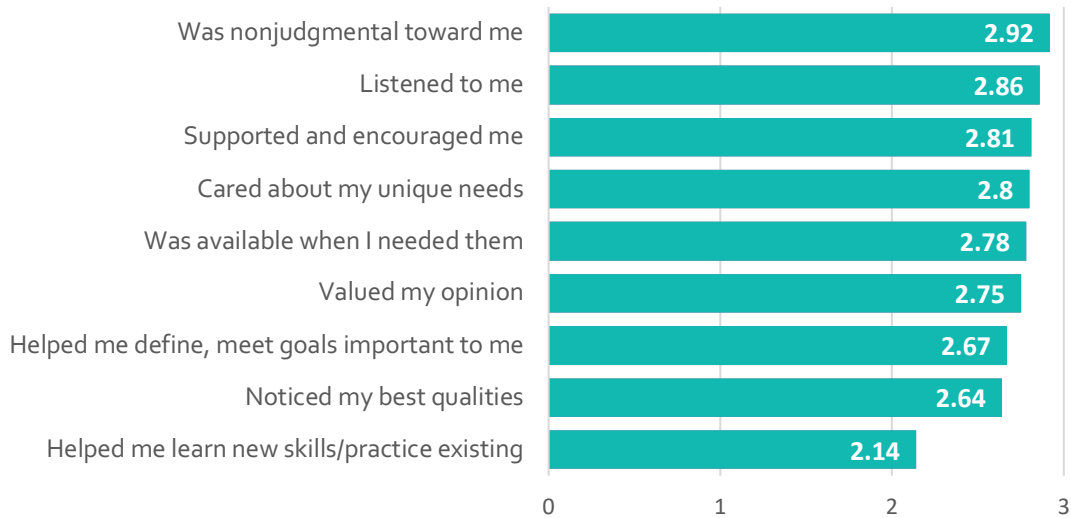 Was nonjudgmental toward me 2.92
Listened to me 2.86
Supported and encouraged me 2.81
Cared about my unique needs 2.8
Was available when I needed them 2.78
Valued my opinion 2.75
Helped me define, meet goals important to me 2.67
Noticed my best qualities 2.64
Helped me learn new skills/practice existing 2.14
0 1 2 3